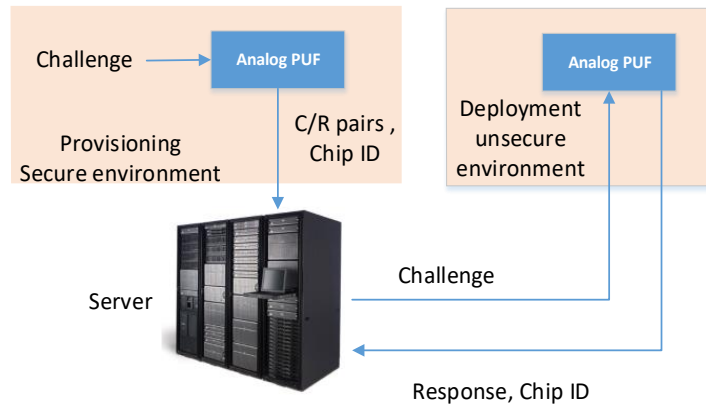 Challenge
Analog PUF
C/R pairs ,
Chip ID
Provisioning
Secure environment
Analog PUF
Deployment
unsecure
environment
Server
Challenge
Response, Chip ID